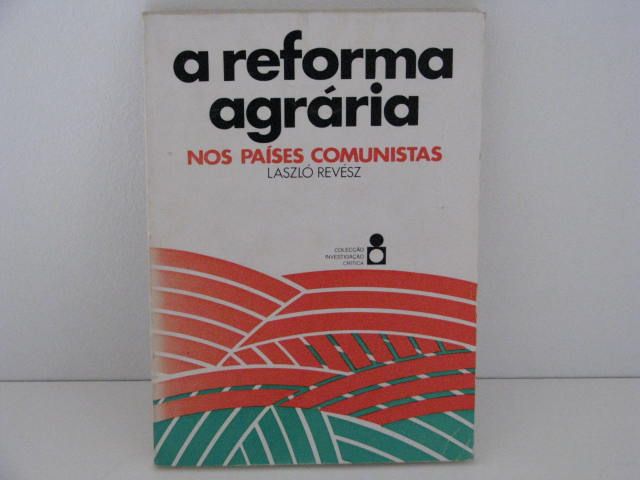 a reforma
agrária
NOS PAÍSES COMUNISTAS
LASZLÓ REVÉSZ
COLECÇÃO
INVESTIGAÇÃO
CRÍTICA